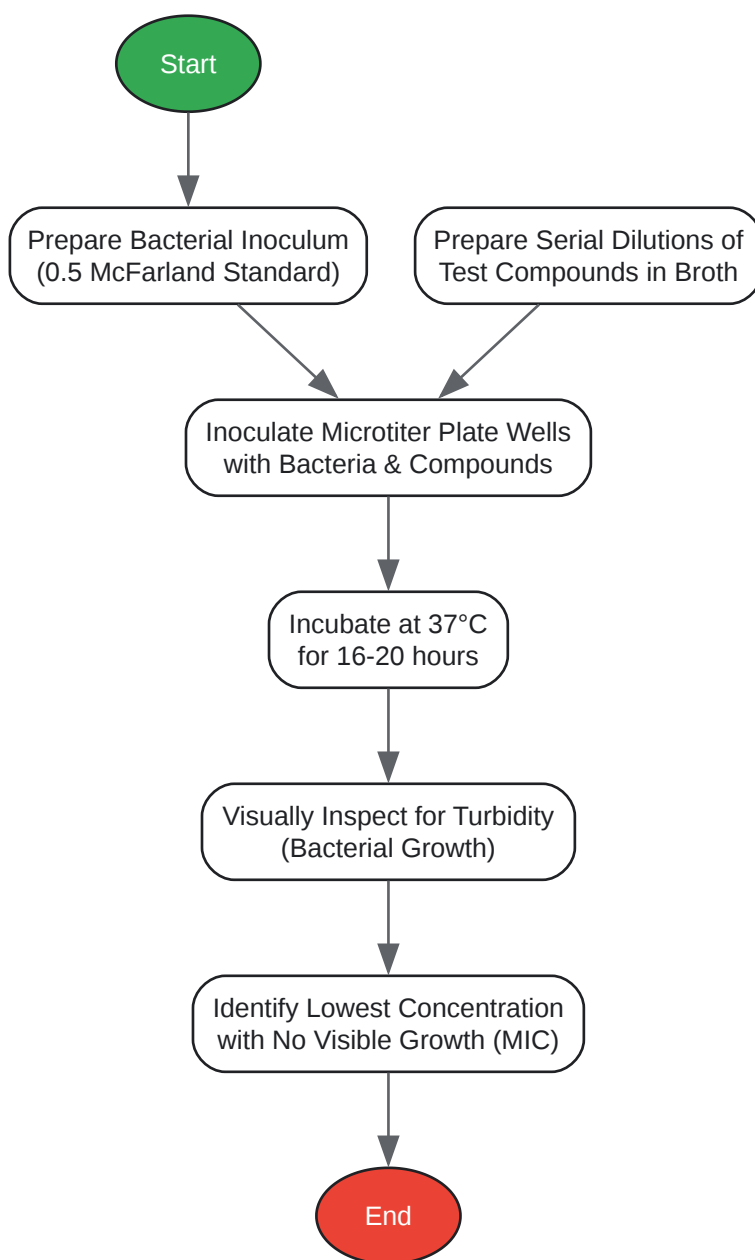 Start
Prepare Bacterial Inoculum
(0.5 McFarland Standard)
Prepare Serial Dilutions of
Test Compounds in Broth
Inoculate Microtiter Plate Wells
with Bacteria & Compounds
Incubate at 37°C
for 16-20 hours
Visually Inspect for Turbidity
(Bacterial Growth)
Identify Lowest Concentration
with No Visible Growth (MIC)
End